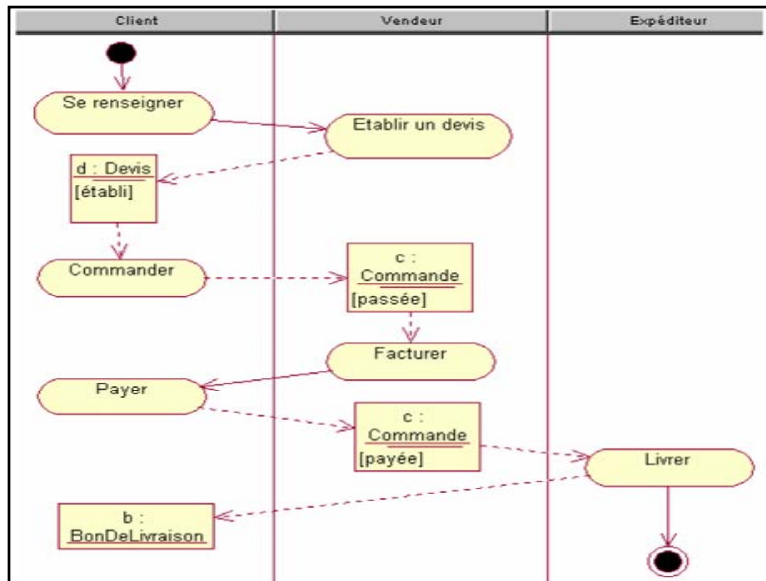 Client
Vendeur
Expéditeur
Se renseigner
Etablir un devis
d : Devis
[établi]
Commander
c :
Commande
[passée]
Facturer
Payer
c :
Commande
[payée]
Livrer
b :
BonDeLivraison